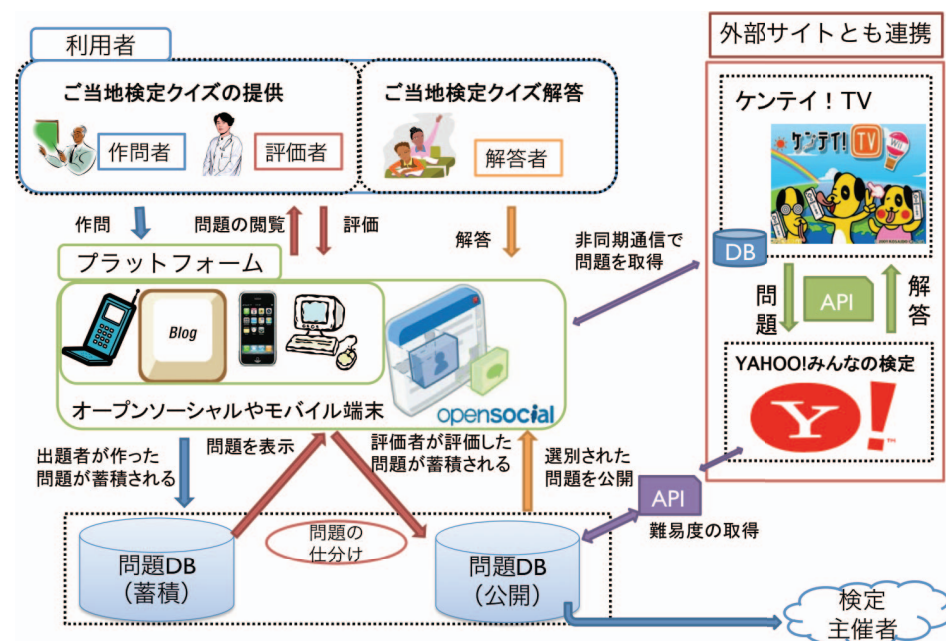 利用者
外部サイトとも連携
ご当地検定クイズの提供
ご当地検定クイズ解答
作問者
評価者
解答者
ケンテイ！TV
ケンテイ!
TV
Wii
作問
問題の閲覧
評価
解答
非同期通信で
問題を取得
DB
問題
API
解答
プラットフォーム
Blog
YAHOO!みんなの検定
Y!
オープンソーシャルやモバイル端末
opensocial
出題者が作った
問題が蓄積される
問題を表示
評価者が評価した
問題が蓄積される
選別された
問題を公開
API
難易度の取得
問題の
仕分け
問題DB
（蓄積）
問題DB
（公開）
検定
主催者